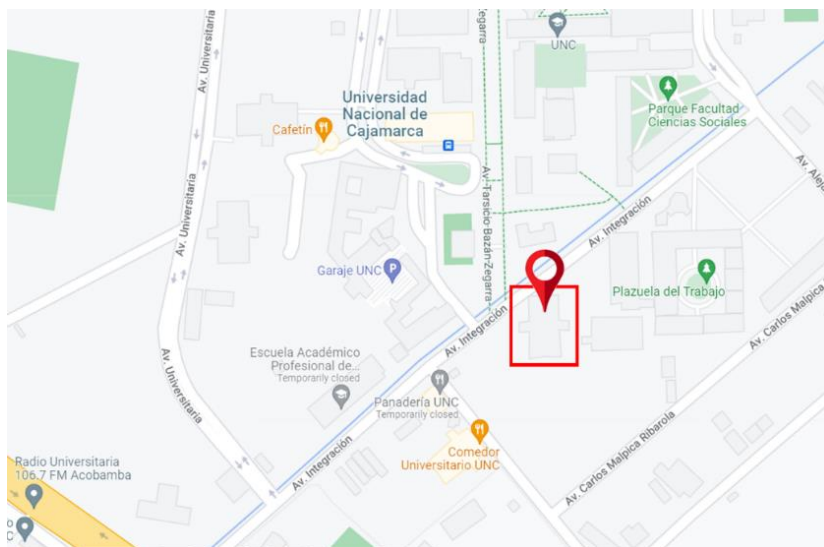 UNC
Av. Universitaria
Universidad
Nacional de
Cajamarca
Cafetín
Parque Facultad
Ciencias Sociales
Av. Tarsicio Bazán-Zegarra
Av. Universitaria
Av. Alej
Av. Integración
Garaje UNC
P
Plazuela del Trabajo
Av. Integración
Av. Carlos Malpica
Escuela Académico
Profesional de...
Temporarily closed
Panadería UNC
Temporarily closed
Av. Universitaria
Comedor
Universitario UNC
Av. Carlos Malpica Ribarola
Radio Universitaria
106.7 FM Acobamba
Av. Integración
o
C